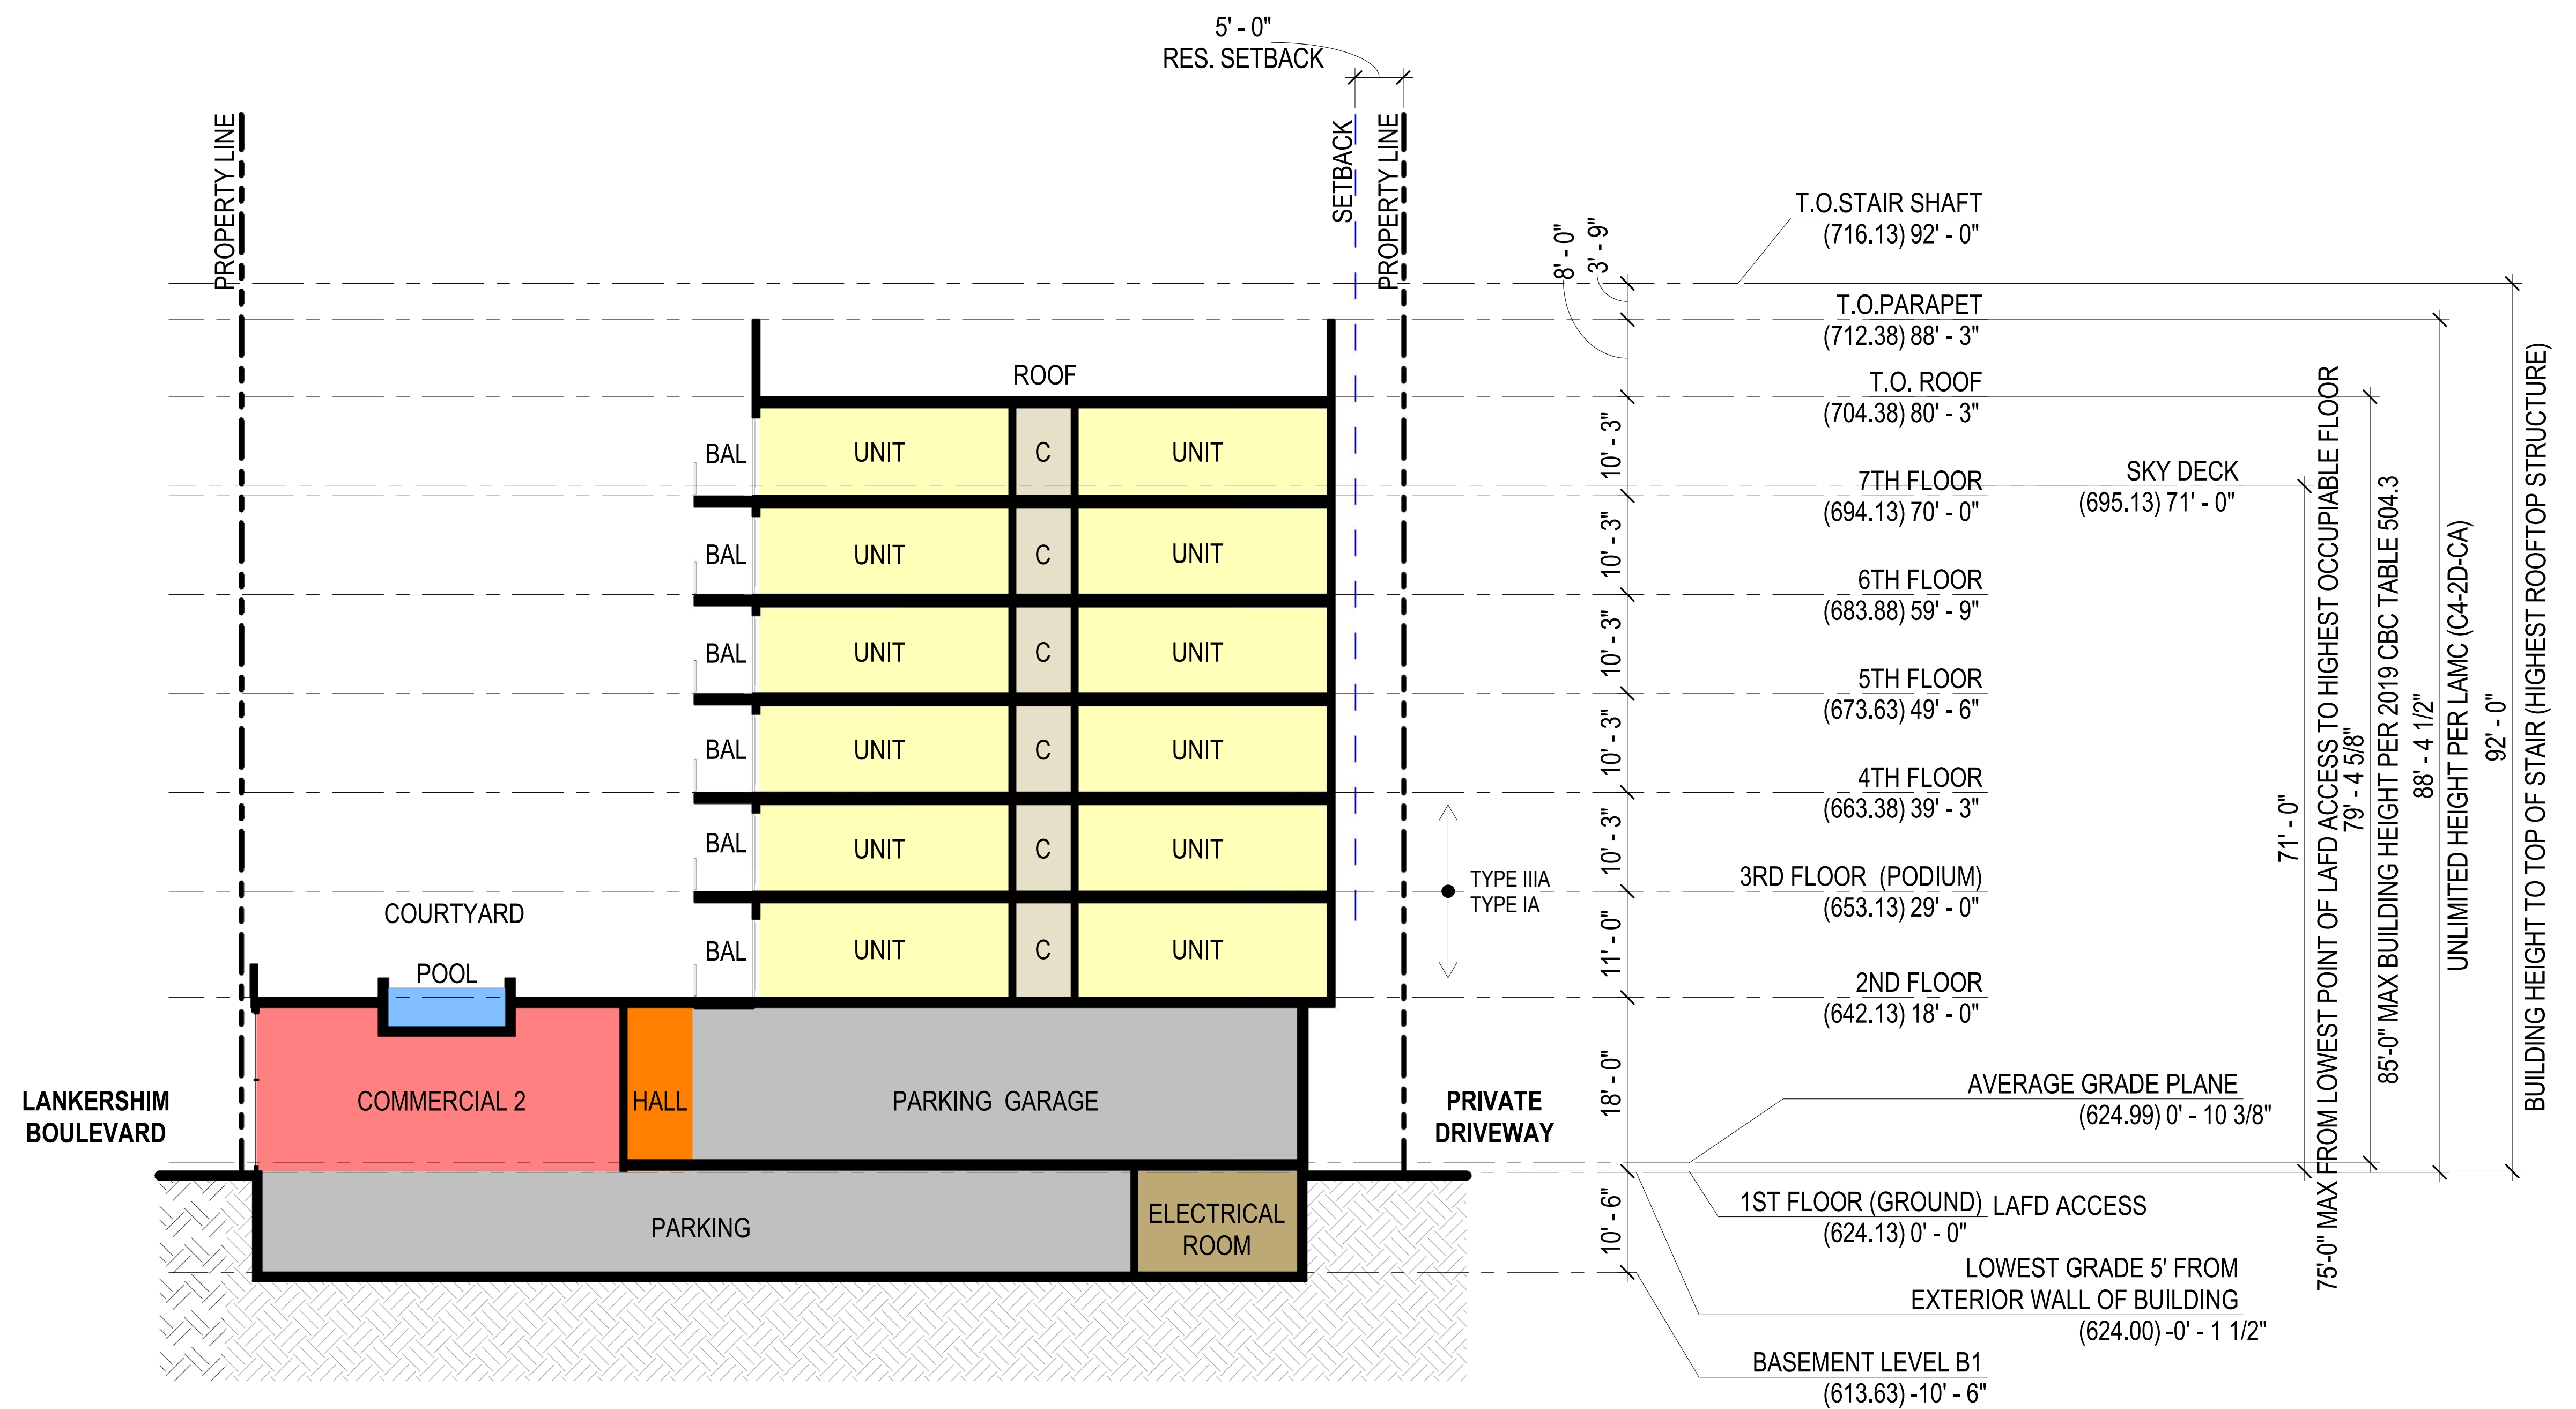 5' - 0"
RES. SETBACK
PROPERTY LINE
SETBACK
PROPERTY LINE
T.O.STAIR SHAFT
(716.13) 92' - 0"
8' - 0"
3' - 9"
T.O.PARAPET
(712.38) 88' - 3"
ROOF
T.O. ROOF
(704.38) 80' - 3"
BAL UNIT C UNIT
10' - 3"
SKY DECK
(695.13) 71' - 0"
7TH FLOOR
(694.13) 70' - 0"
BAL UNIT C UNIT
10' - 3"
6TH FLOOR
(683.88) 59' - 9"
BAL UNIT C UNIT
10' - 3"
5TH FLOOR
(673.63) 49' - 6"
BAL UNIT C UNIT
10' - 3"
4TH FLOOR
(663.38) 39' - 3"
BAL UNIT C UNIT
10' - 3"
TYPE IIIA
TYPE IA
3RD FLOOR (PODIUM)
(653.13) 29' - 0"
COURTYARD
POOL
BAL UNIT C UNIT
11' - 0"
2ND FLOOR
(642.13) 18' - 0"
LANKERSHIM
BOULEVARD
COMMERCIAL 2
HALL
PARKING GARAGE
PRIVATE
DRIVEWAY
18' - 0"
AVERAGE GRADE PLANE
(624.99) 0' - 10 3/8"
PARKING
ELECTRICAL
ROOM
10' - 6"
1ST FLOOR (GROUND)
(624.13) 0' - 0"
LAFD ACCESS
LOWEST GRADE 5' FROM
EXTERIOR WALL OF BUILDING
(624.00) -0' - 1 1/2"
BASEMENT LEVEL B1
(613.63) -10' - 6"
71' - 0"
75'-0" MAX FROM LOWEST POINT OF LAFD ACCESS TO HIGHEST OCCUPIABLE FLOOR
79' - 4 5/8"
85'-0" MAX BUILDING HEIGHT PER 2019 CBC TABLE 504.3
88' - 4 1/2"
UNLIMITED HEIGHT PER LAMC (C4-2D-CA)
92' - 0"
BUILDING HEIGHT TO TOP OF STAIR (HIGHEST ROOFTOP STRUCTURE)